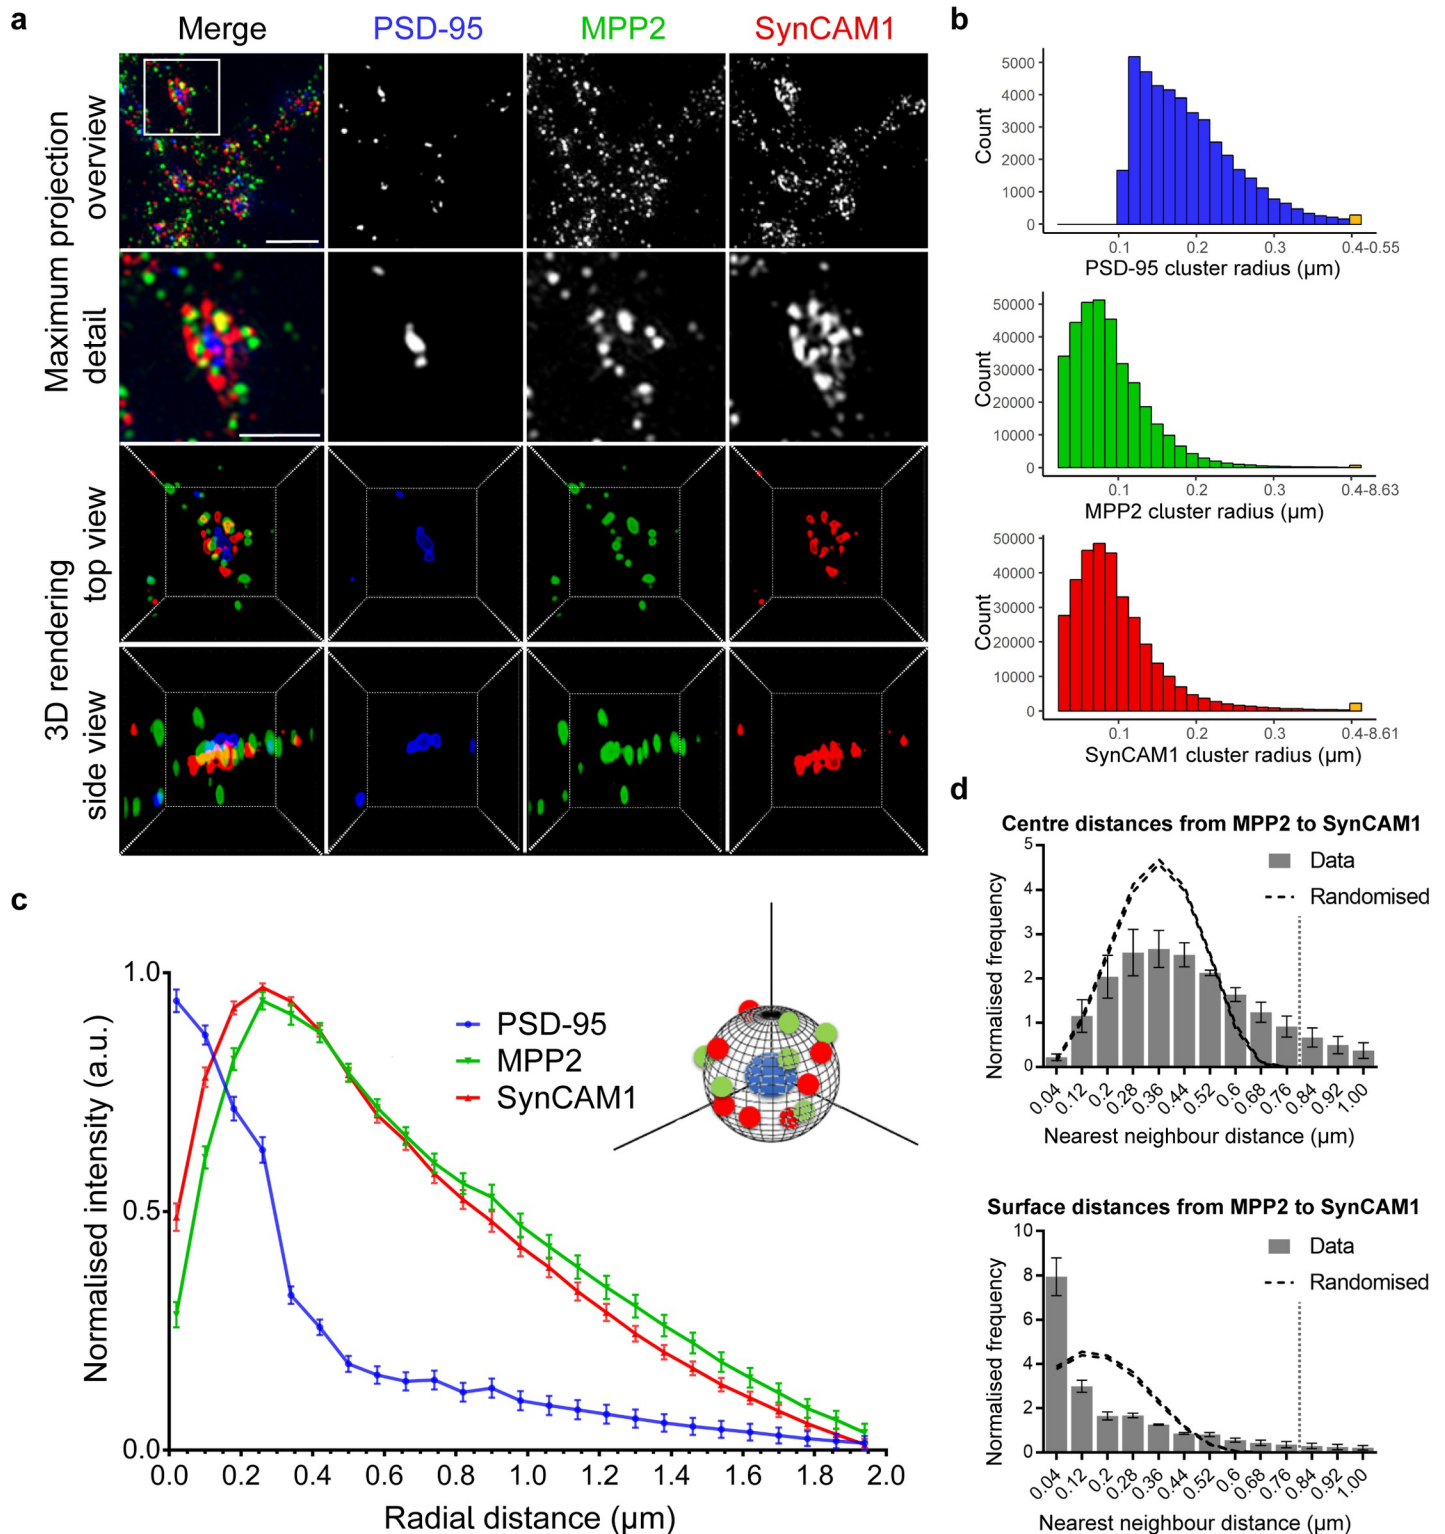 a
Merge
PSD-95
MPP2
SynCAM1
Maximum projection
overview
detail
3D rendering
top view
side view
b
Count
5000
4000
3000
2000
1000
0
0.1
0.2
0.3
0.4-0.55
PSD-95 cluster radius (µm)
Count
50000
40000
30000
20000
10000
0
0.1
0.2
0.3
0.4-8.63
MPP2 cluster radius (µm)
Count
50000
40000
30000
20000
10000
0
0.1
0.2
0.3
0.4-8.61
SynCAM1 cluster radius (µm)
c
Normalised intensity (a.u.)
1.0
0.5
0.0
PSD-95
MPP2
SynCAM1
0.0
0.2
0.4
0.6
0.8
1.0
1.2
1.4
1.6
1.8
2.0
Radial distance (µm)
d
Centre distances from MPP2 to SynCAM1
Normalised frequency
5
4
3
2
1
0
Data
Randomised
0.04
0.12
0.2
0.28
0.36
0.44
0.52
0.6
0.68
0.76
0.84
0.92
1.00
Nearest neighbour distance (µm)
Surface distances from MPP2 to SynCAM1
Normalised frequency
10
8
6
4
2
0
Data
Randomised
0.04
0.12
0.2
0.28
0.36
0.44
0.52
0.6
0.68
0.76
0.84
0.92
1.00
Nearest neighbour distance (µm)